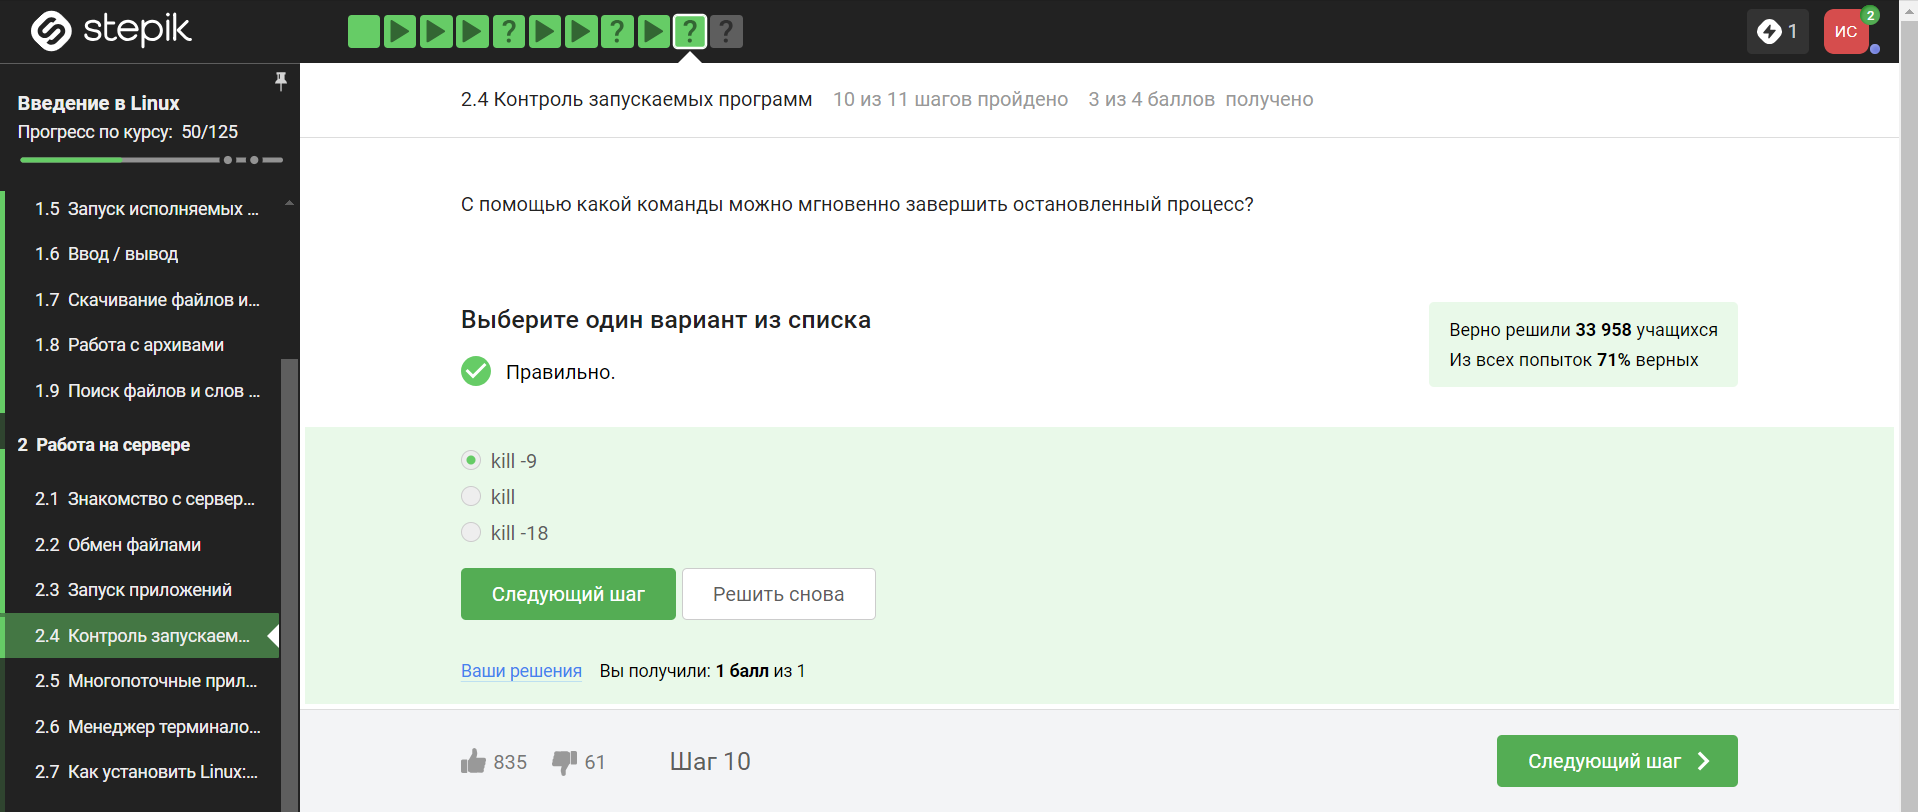 stepik
? ? ? ?
1
ИС
2
Введение в Linux
Прогресс по курсу: 50/125
1.5 Запуск исполняемых ...
1.6 Ввод / вывод
1.7 Скачивание файлов и...
1.8 Работа с архивами
1.9 Поиск файлов и слов ...
2 Работа на сервере
2.1 Знакомство с сервер...
2.2 Обмен файлами
2.3 Запуск приложений
2.4 Контроль запускаем...
2.5 Многопоточные прил...
2.6 Менеджер терминало...
2.7 Как установить Linux:...
2.4 Контроль запускаемых программ 10 из 11 шагов пройдено 3 из 4 баллов получено
С помощью какой команды можно мгновенно завершить остановленный процесс?
Выберите один вариант из списка
Правильно.
Верно решили 33 958 учащихся
Из всех попыток 71% верных
kill -9
kill
kill -18
Следующий шаг Решить снова
Ваши решения Вы получили: 1 балл из 1
835 61 Шаг 10 Следующий шаг